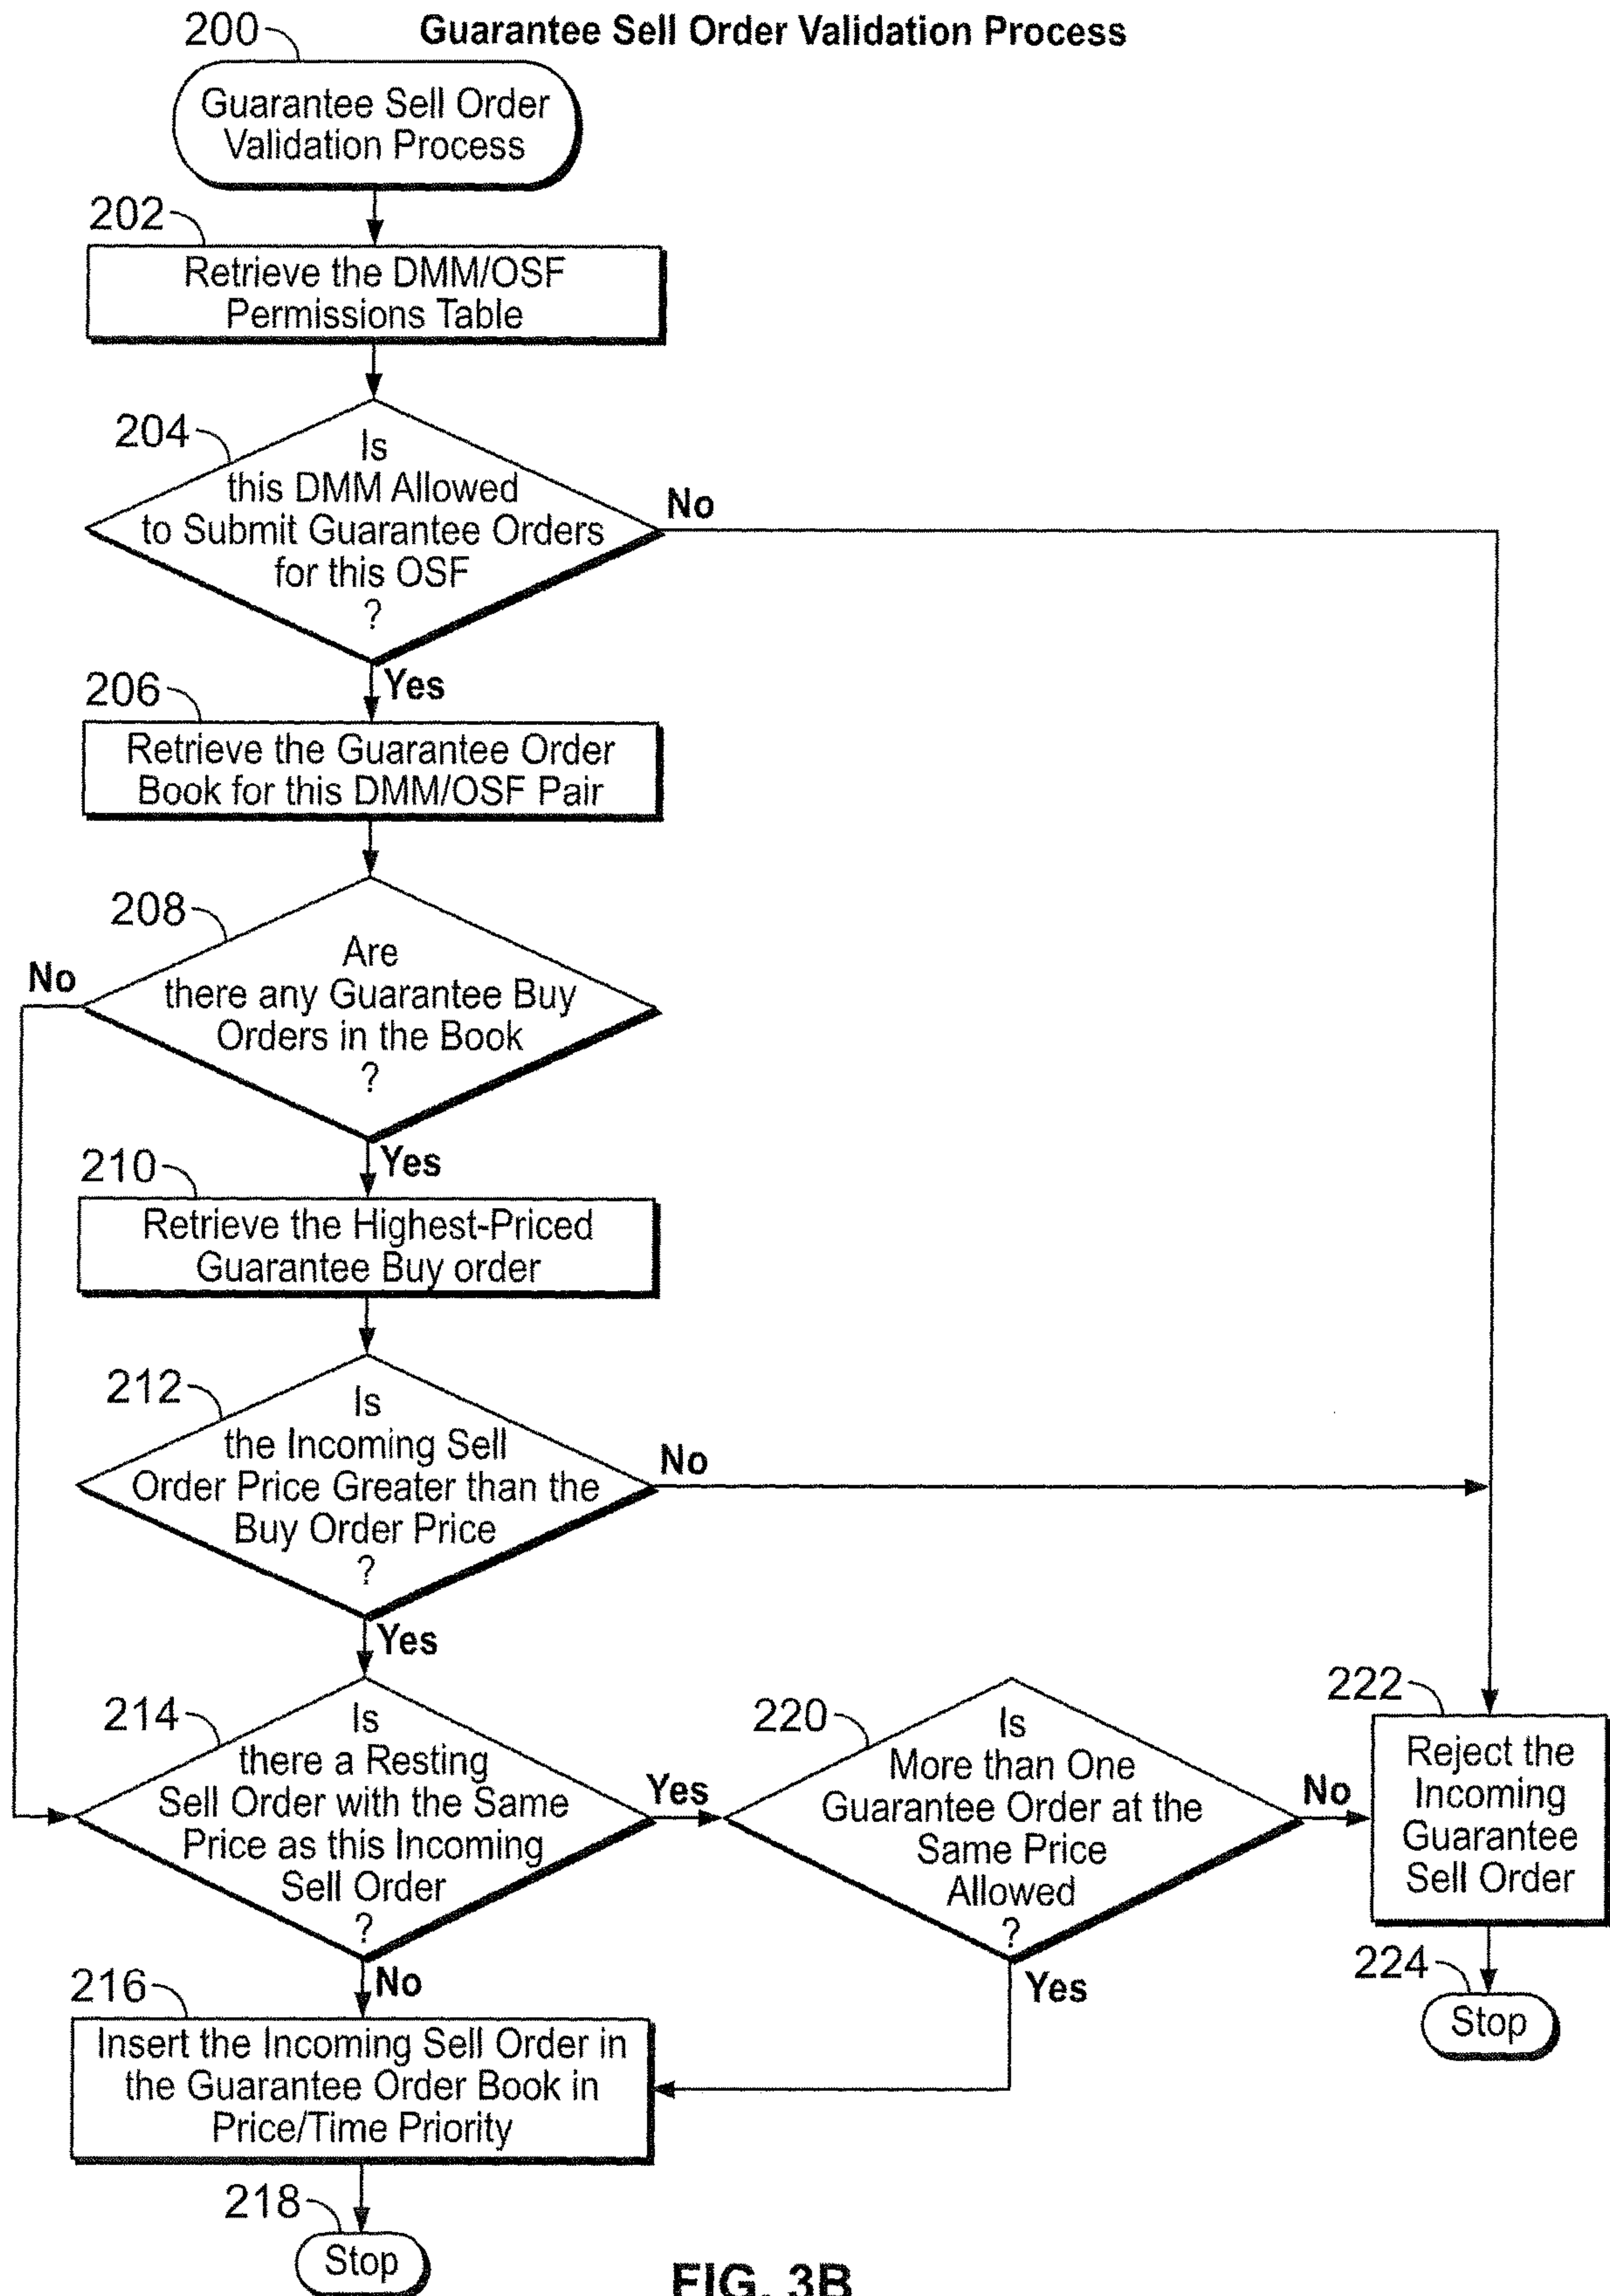 200
Guarantee Sell Order Validation Process
Guarantee Sell Order
Validation Process
202
Retrieve the DMM/OSF
Permissions Table
204
Is
this DMM Allowed
to Submit Guarantee Orders
for this OSF
?
No
Yes
206
Retrieve the Guarantee Order
Book for this DMM/OSF Pair
208
Are
there any Guarantee Buy
Orders in the Book
?
No
Yes
210
Retrieve the Highest-Priced
Guarantee Buy order
212
Is
the Incoming Sell
Order Price Greater than the
Buy Order Price
?
No
Yes
214
Is
there a Resting
Sell Order with the Same
Price as this Incoming
Sell Order
?
Yes
No
220
Is
More than One
Guarantee Order at the
Same Price
Allowed
?
No
Yes
222
Reject the
Incoming
Guarantee
Sell Order
224
Stop
216
Insert the Incoming Sell Order in
the Guarantee Order Book in
Price/Time Priority
218
Stop
FIG. 3B